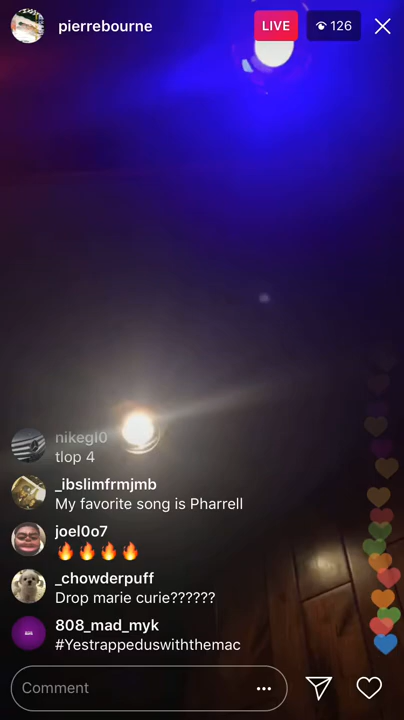 pierrebourne
LIVE
126
nikegl0
tlop 4
_ibslimfrmjmb
My favorite song is Pharrell
joel0o7
🔥🔥🔥🔥
_chowderpuff
Drop marie curie??????
808_mad_myk
#Yestrappeduswiththemac
Comment